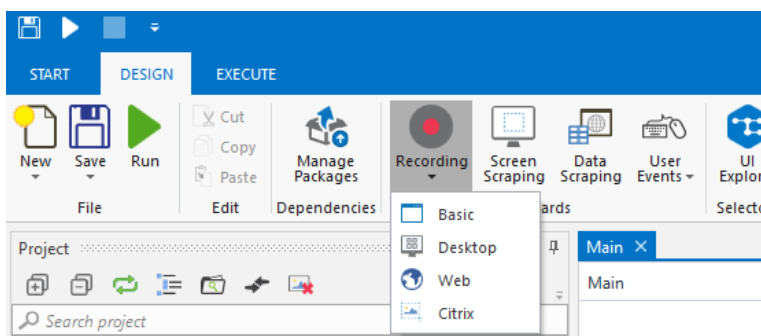 START DESIGN EXECUTE
New Save Run Cut Copy Paste Manage Packages Recording Screen Scraping Data Scraping User Events UI
File Edit Dependencies
Basic
Desktop
Web
Citrix
Project
Search project
Main
Main